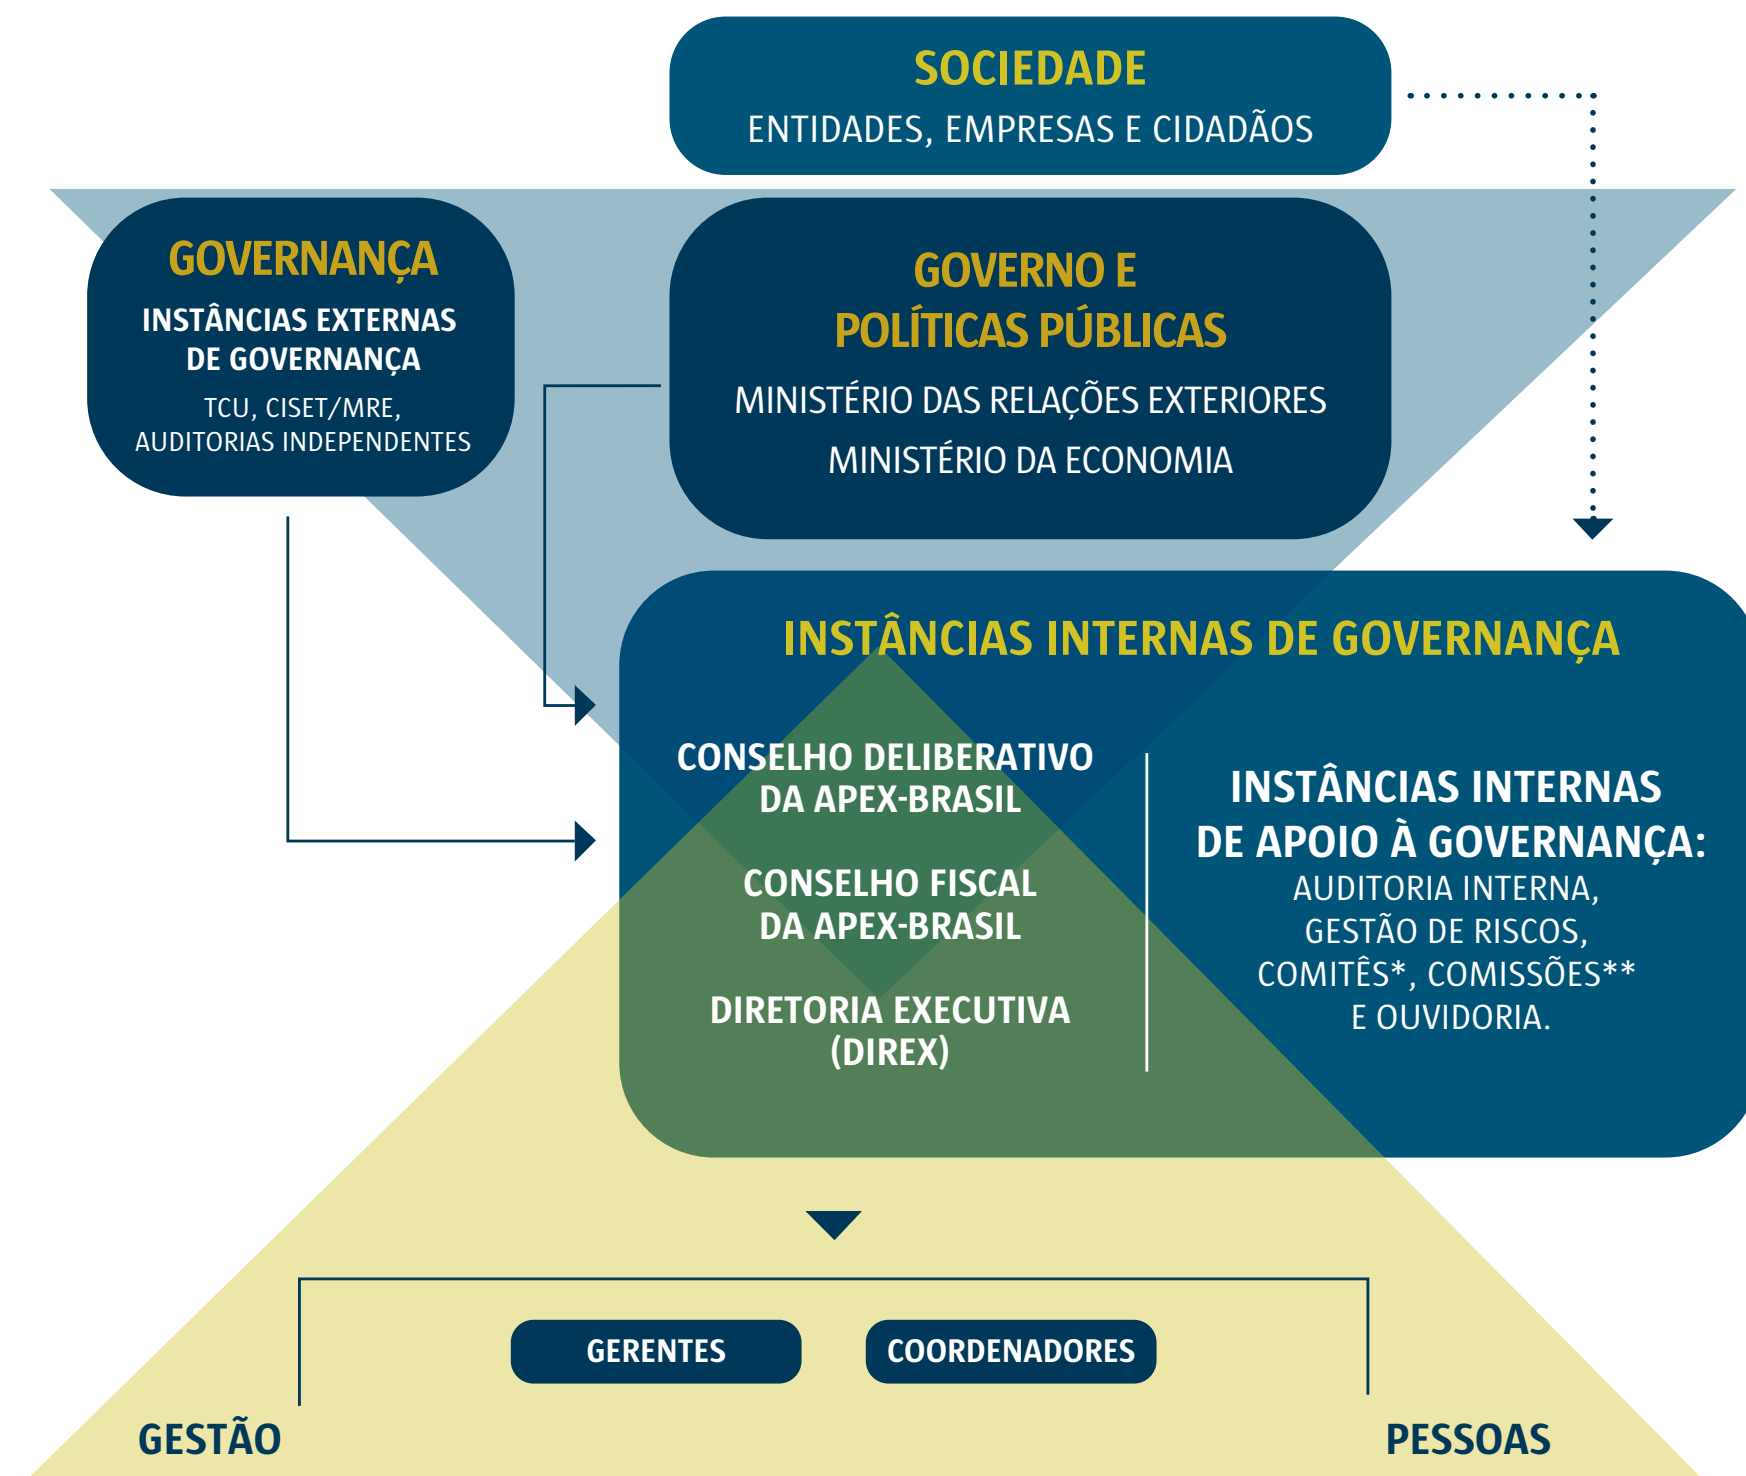 SOCIEDADE
ENTIDADES, EMPRESAS E CIDADÃOS
GOVERNANÇA
INSTÂNCIAS EXTERNAS
DE GOVERNANÇA
TCU, CISET/MRE,
AUDITORIAS INDEPENDENTES
GOVERNO E
POLÍTICAS PÚBLICAS
MINISTÉRIO DAS RELAÇÕES EXTERIORES
MINISTÉRIO DA ECONOMIA
INSTÂNCIAS INTERNAS DE GOVERNANÇA
CONSELHO DELIBERATIVO
DA APEX-BRASIL
CONSELHO FISCAL
DA APEX-BRASIL
DIRETORIA EXECUTIVA
(DIREX)
INSTÂNCIAS INTERNAS
DE APOIO À GOVERNANÇA:
AUDITORIA INTERNA,
GESTÃO DE RISCOS,
COMITÊS*, COMISSÕES**
E OUVIDORIA.
GERENTES
COORDENADORES
GESTÃO
PESSOAS